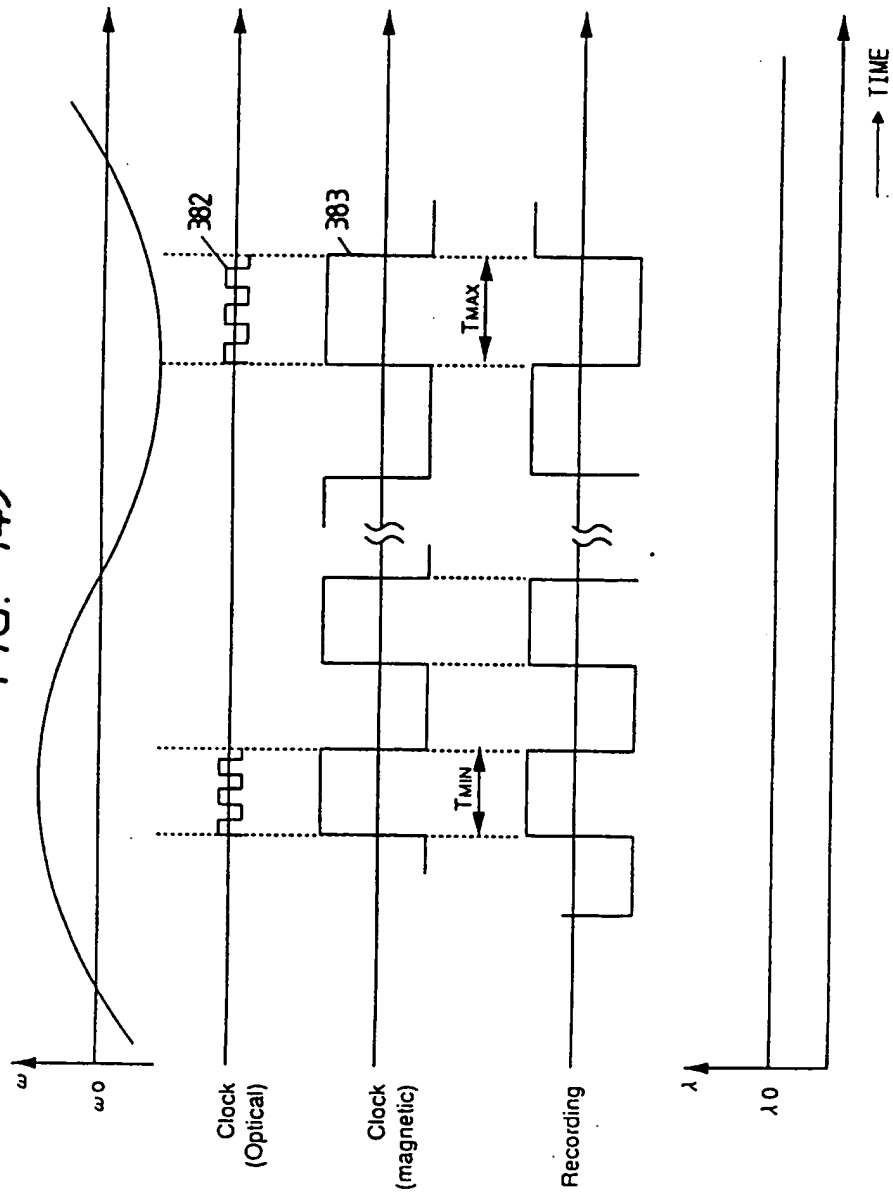 ω
ω0
382
Clock
(Optical)
383
Clock
(magnetic)
TMIN
TMAX
Recording
λ
λ0
TIME